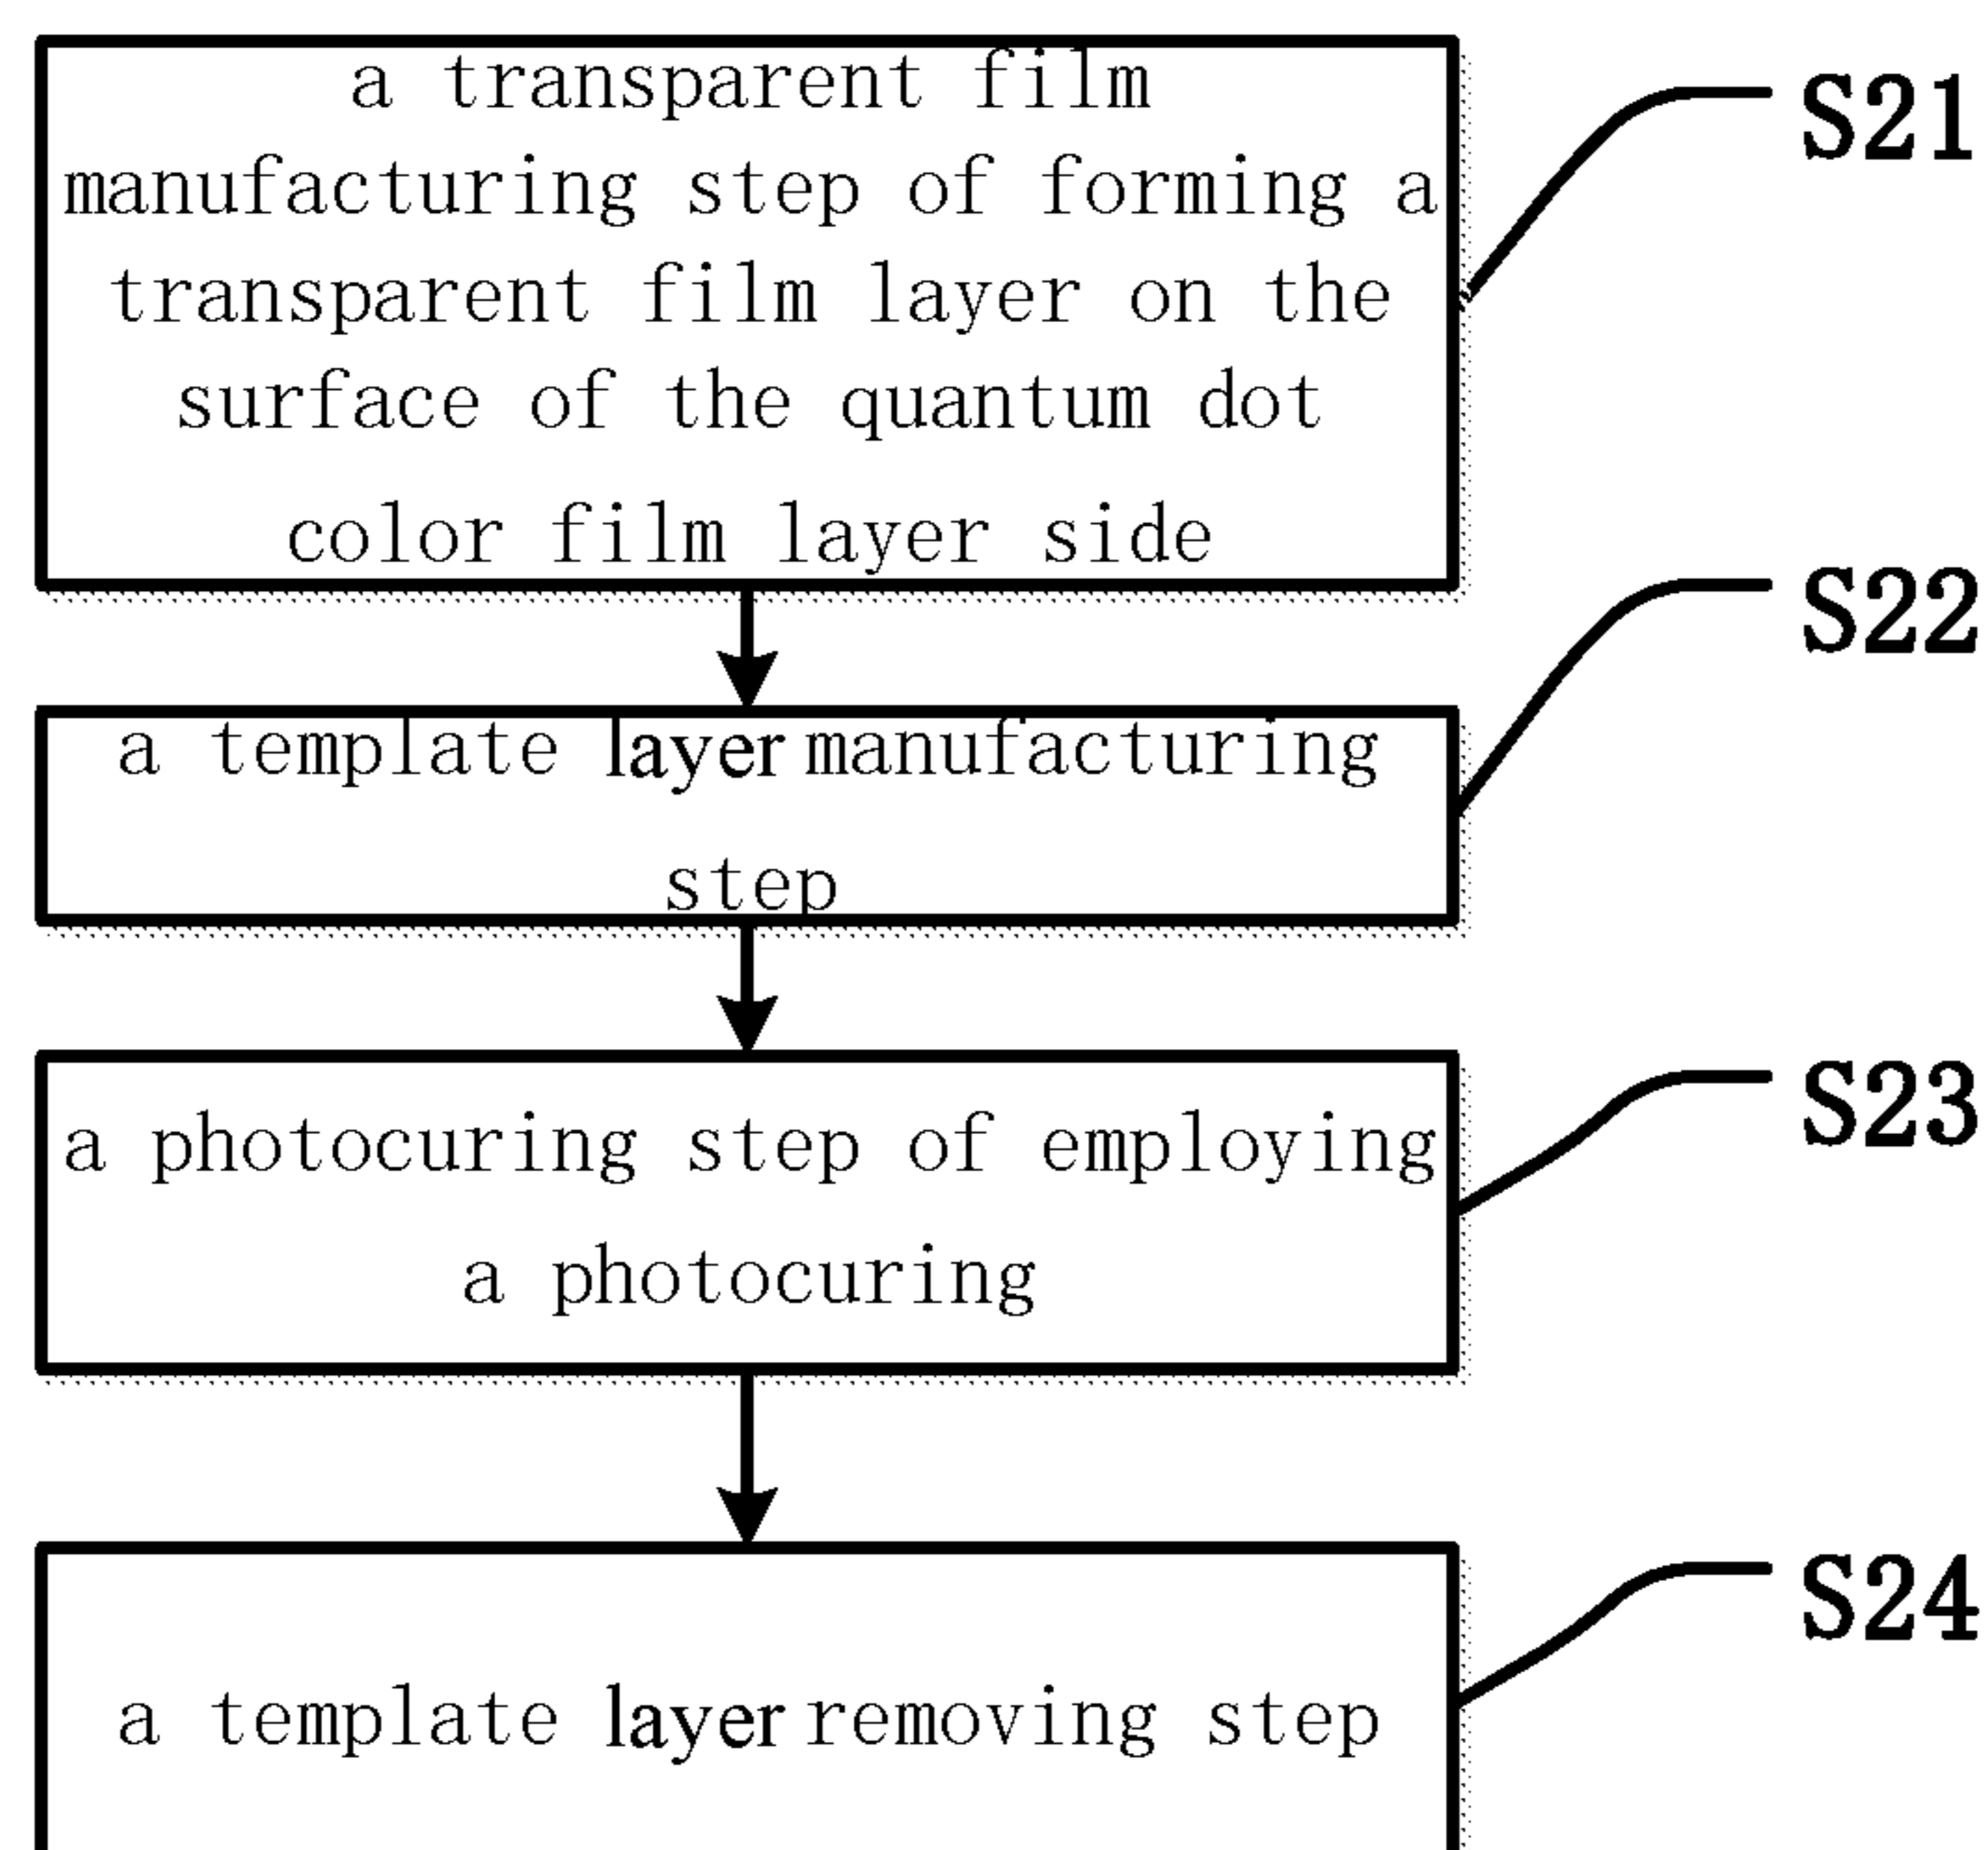 a transparent film
manufacturing step of forming a
transparent film layer on the
surface of the quantum dot
color film layer side
S21
a template layer manufacturing
step
S22
a photocuring step of employing
a photocuring
S23
a template layer removing step
S24